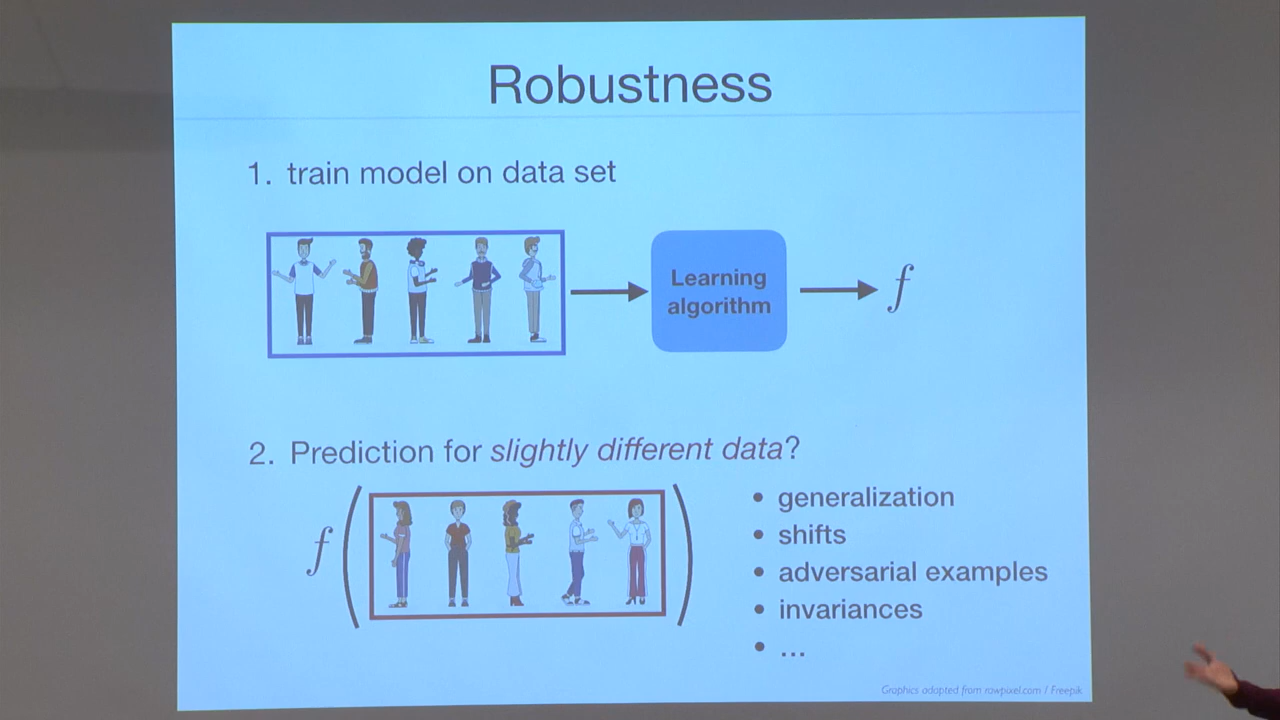 Robustness
1. train model on data set
Learning
algorithm
f
2. Prediction for slightly different data?
f ( )
• generalization
• shifts
• adversarial examples
• invariances
• ...
Graphics adapted from rawpixel.com / Freepik